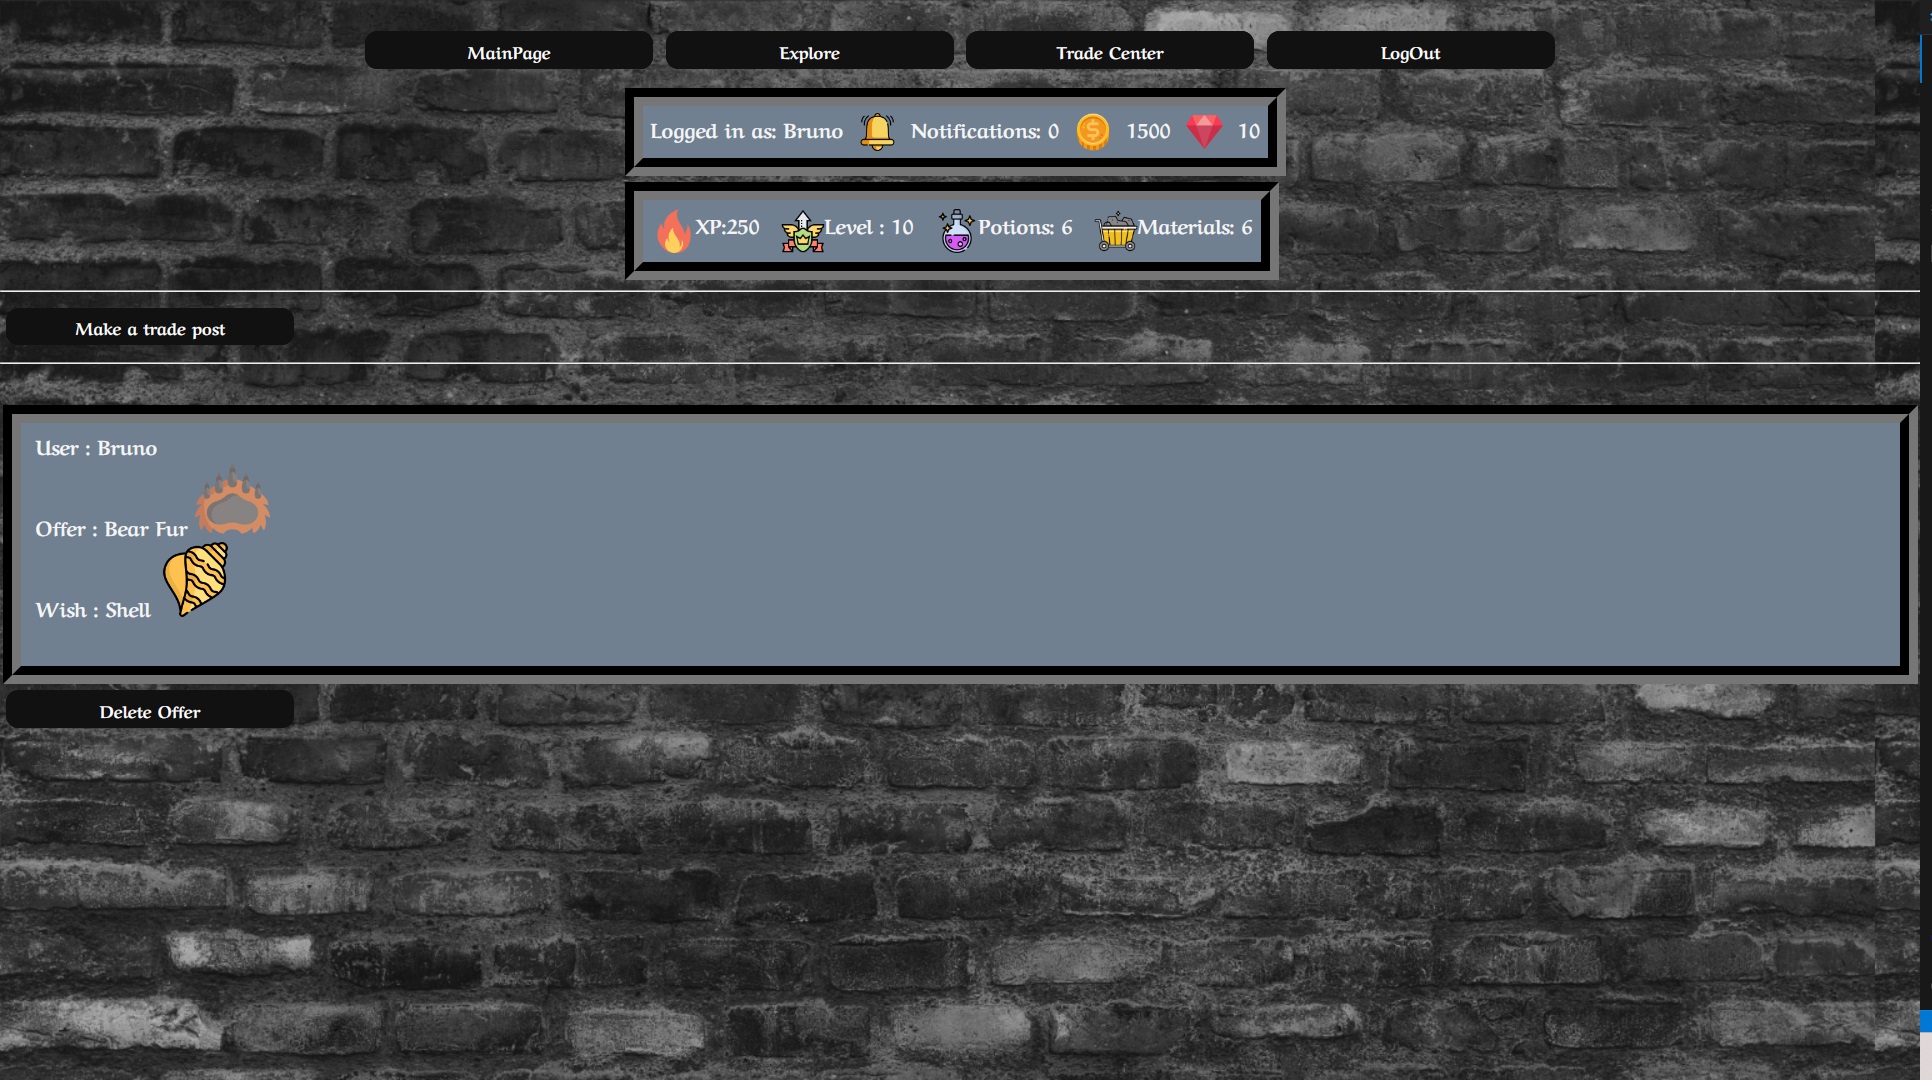 MainPage Explore Trade Center LogOut
Logged in as: Bruno Notifications: 0 1500 10
XP:250 Level : 10 Potions: 6 Materials: 6
Make a trade post
User : Bruno
Offer : Bear Fur
Wish : Shell
Delete Offer